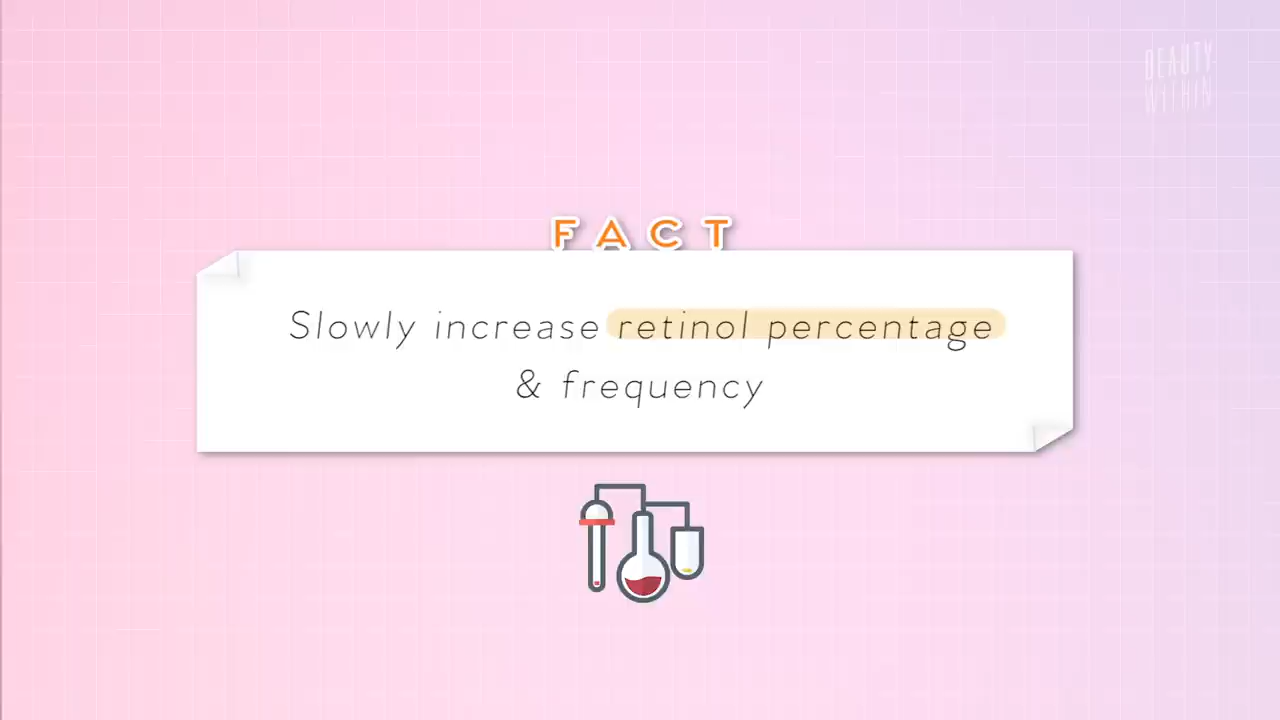 BEAUTY
WITHIN
FACT
Slowly increase retinol percentage
& frequency